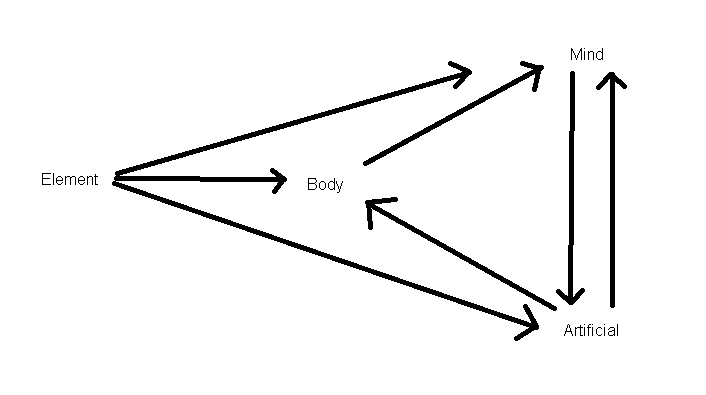 Mind
Element
Body
Artificial